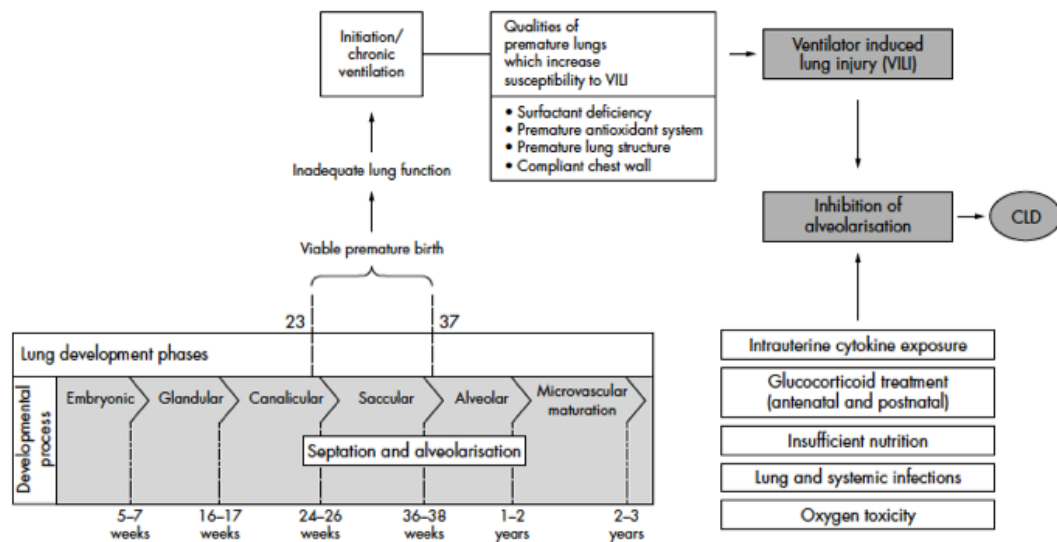 Initiation/
chronic
ventilation
Qualities of
premature lungs
which increase
susceptibility to VILI
• Surfactant deficiency
• Premature antioxidant system
• Premature lung structure
• Compliant chest wall
Ventilator induced
lung injury (VILI)
Inadequate lung function
Inhibition of
alveolarisation
CLD
Viable premature birth
23
37
Lung development phases
Developmental
process
Embryonic
Glandular
Canalicular
Saccular
Alveolar
Microvascular
maturation
Septation and alveolarisation
5–7
weeks
16–17
weeks
24–26
weeks
36–38
weeks
1–2
years
2–3
years
Intrauterine cytokine exposure
Glucocorticoid treatment
(antenatal and postnatal)
Insufficient nutrition
Lung and systemic infections
Oxygen toxicity